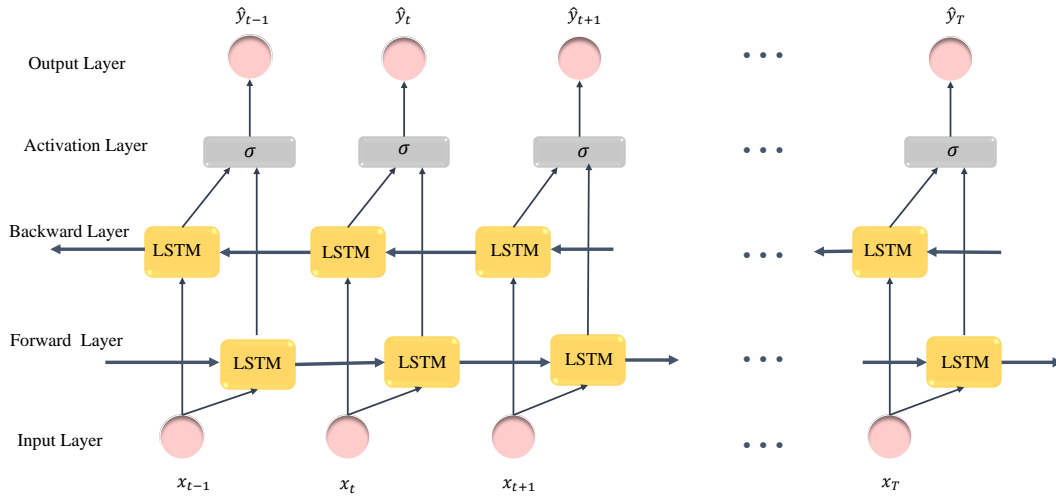 ŷ_{t−1} ŷ_t ŷ_{t+1} ŷ_T
Output Layer • • •
Activation Layer σ σ σ • • • σ
Backward Layer LSTM LSTM LSTM • • • LSTM
Forward Layer LSTM LSTM LSTM • • • LSTM
Input Layer • • •
x_{t−1} x_t x_{t+1} x_T